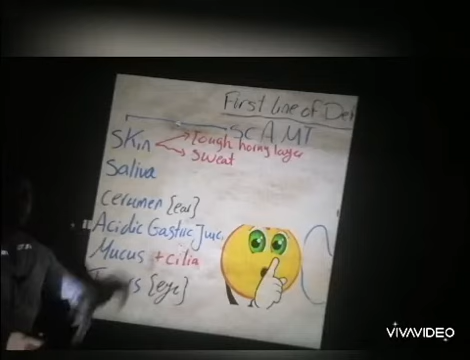 First Line of De
SCAMT
Skin
Tough horny layer
Sweat
Saliva
Cerumen {ear}
Acidic Gastric Juic
Mucus + cilia
{eye}
VIVAVIDEO